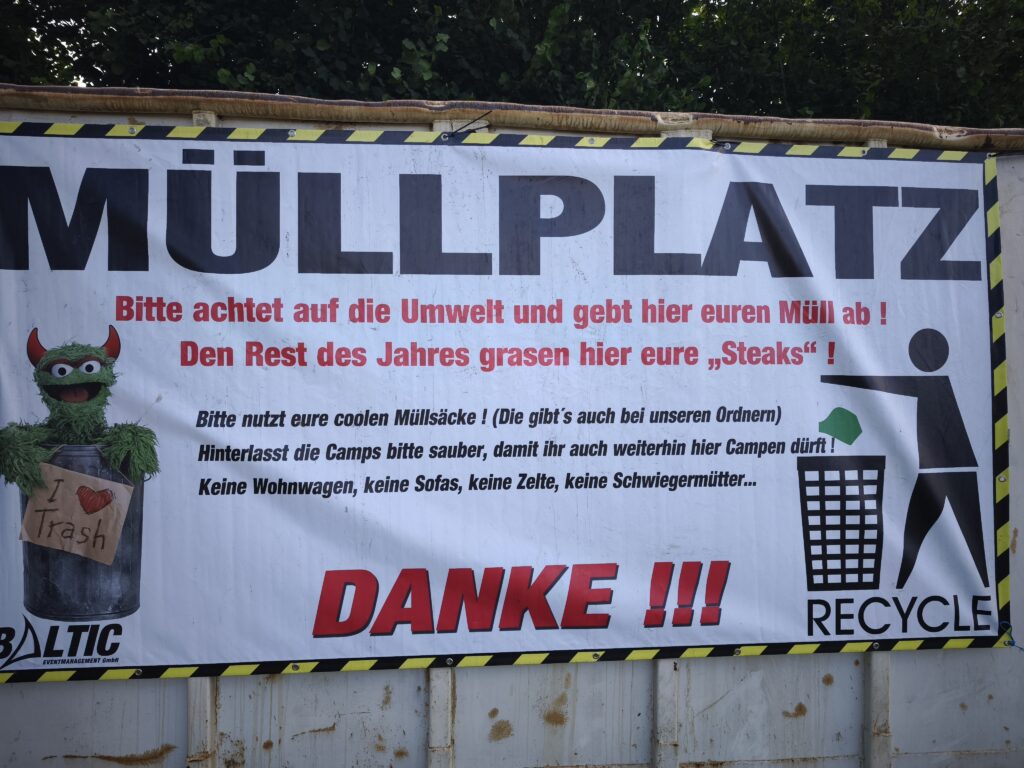 MÜLLPLATZ
Bitte achtet auf die Umwelt und gebt hier euren Müll ab !
Den Rest des Jahres grasen hier eure „Steaks“ !
Bitte nutzt eure coolen Müllsäcke ! (Die gibt´s auch bei unseren Ordnern)
Hinterlasst die Camps bitte sauber, damit ihr auch weiterhin hier Campen dürft !
Keine Wohnwagen, keine Sofas, keine Zelte, keine Schwiegermütter...
I ❤
Trash
DANKE !!!
RECYCLE
BALTIC
EVENTMANAGEMENT GmbH